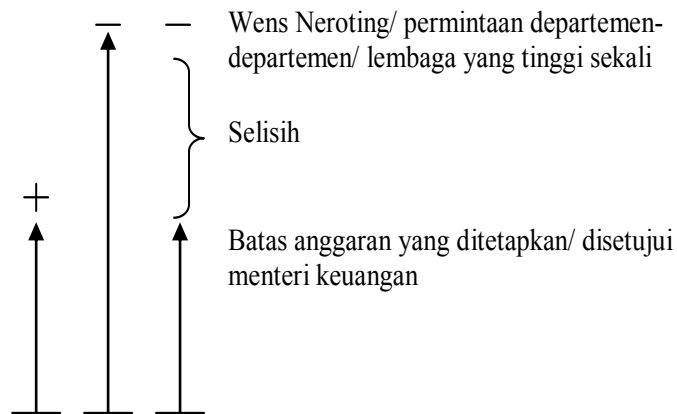 Wens Neroting/ permintaan departemen-
departemen/ lembaga yang tinggi sekali
Selisih
+
Batas anggaran yang ditetapkan/ disetujui
menteri keuangan